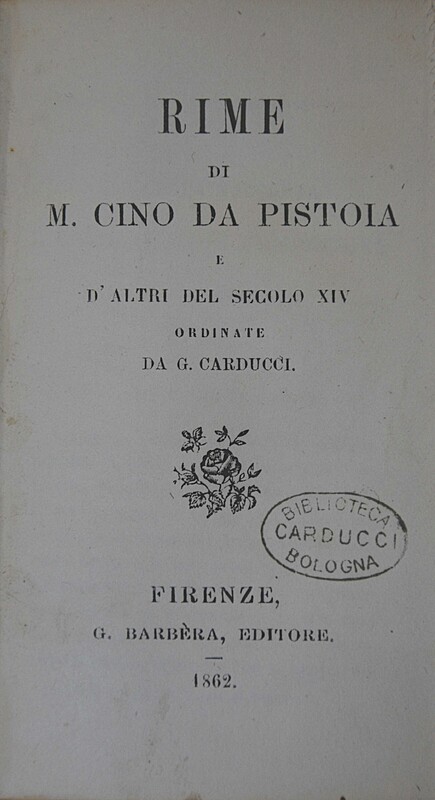 RIME
DI
M. CINO DA PISTOIA
E
D'ALTRI DEL SECOLO XIV
ORDINATE
DA G. CARDUCCI.
BIBLIOTECA
CARDUCCI
BOLOGNA
FIRENZE,
G. BARBÈRA, EDITORE.
1862.